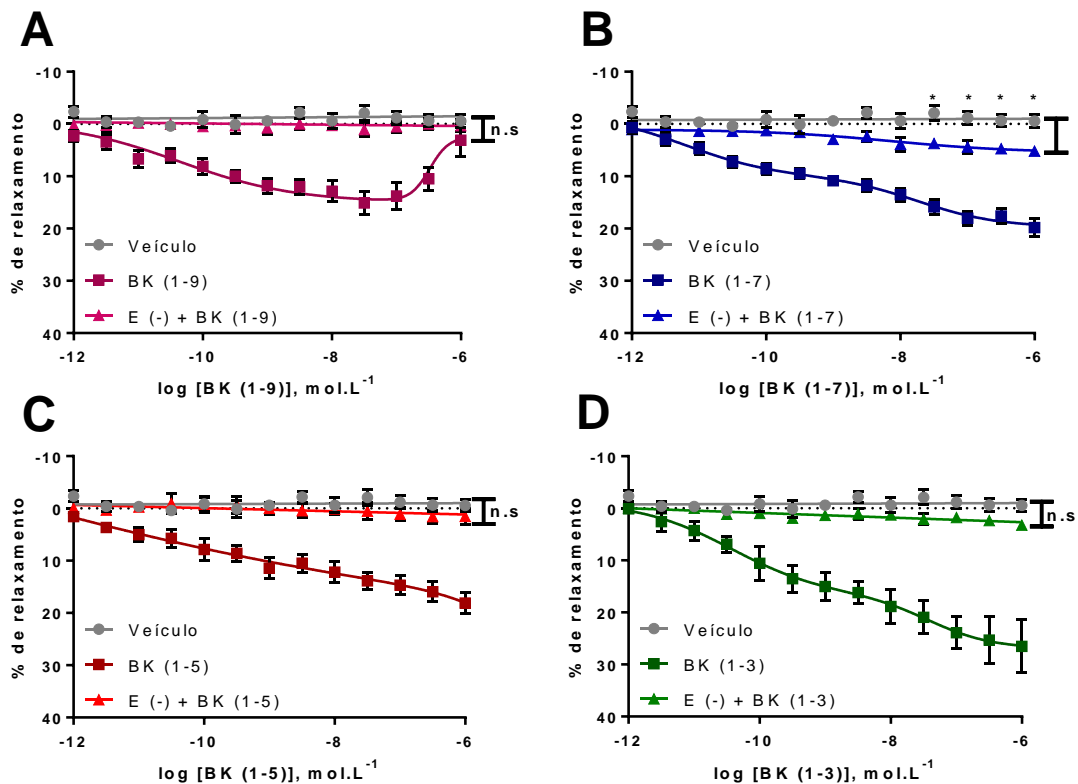 A
-10
0
10
20
30
40
% de relaxamento
n.s
Veículo
BK (1-9)
E (-) + BK (1-9)
-12
-10
-8
-6
log [BK (1-9)], mol.L⁻¹
B
-10
0
10
20
30
40
% de relaxamento
* * * *
Veículo
BK (1-7)
E (-) + BK (1-7)
-12
-10
-8
-6
log [BK (1-7)], mol.L⁻¹
C
-10
0
10
20
30
40
% de relaxamento
n.s
Veículo
BK (1-5)
E (-) + BK (1-5)
-12
-10
-8
-6
log [BK (1-5)], mol.L⁻¹
D
-10
0
10
20
30
40
% de relaxamento
n.s
Veículo
BK (1-3)
E (-) + BK (1-3)
-12
-10
-8
-6
log [BK (1-3)], mol.L⁻¹